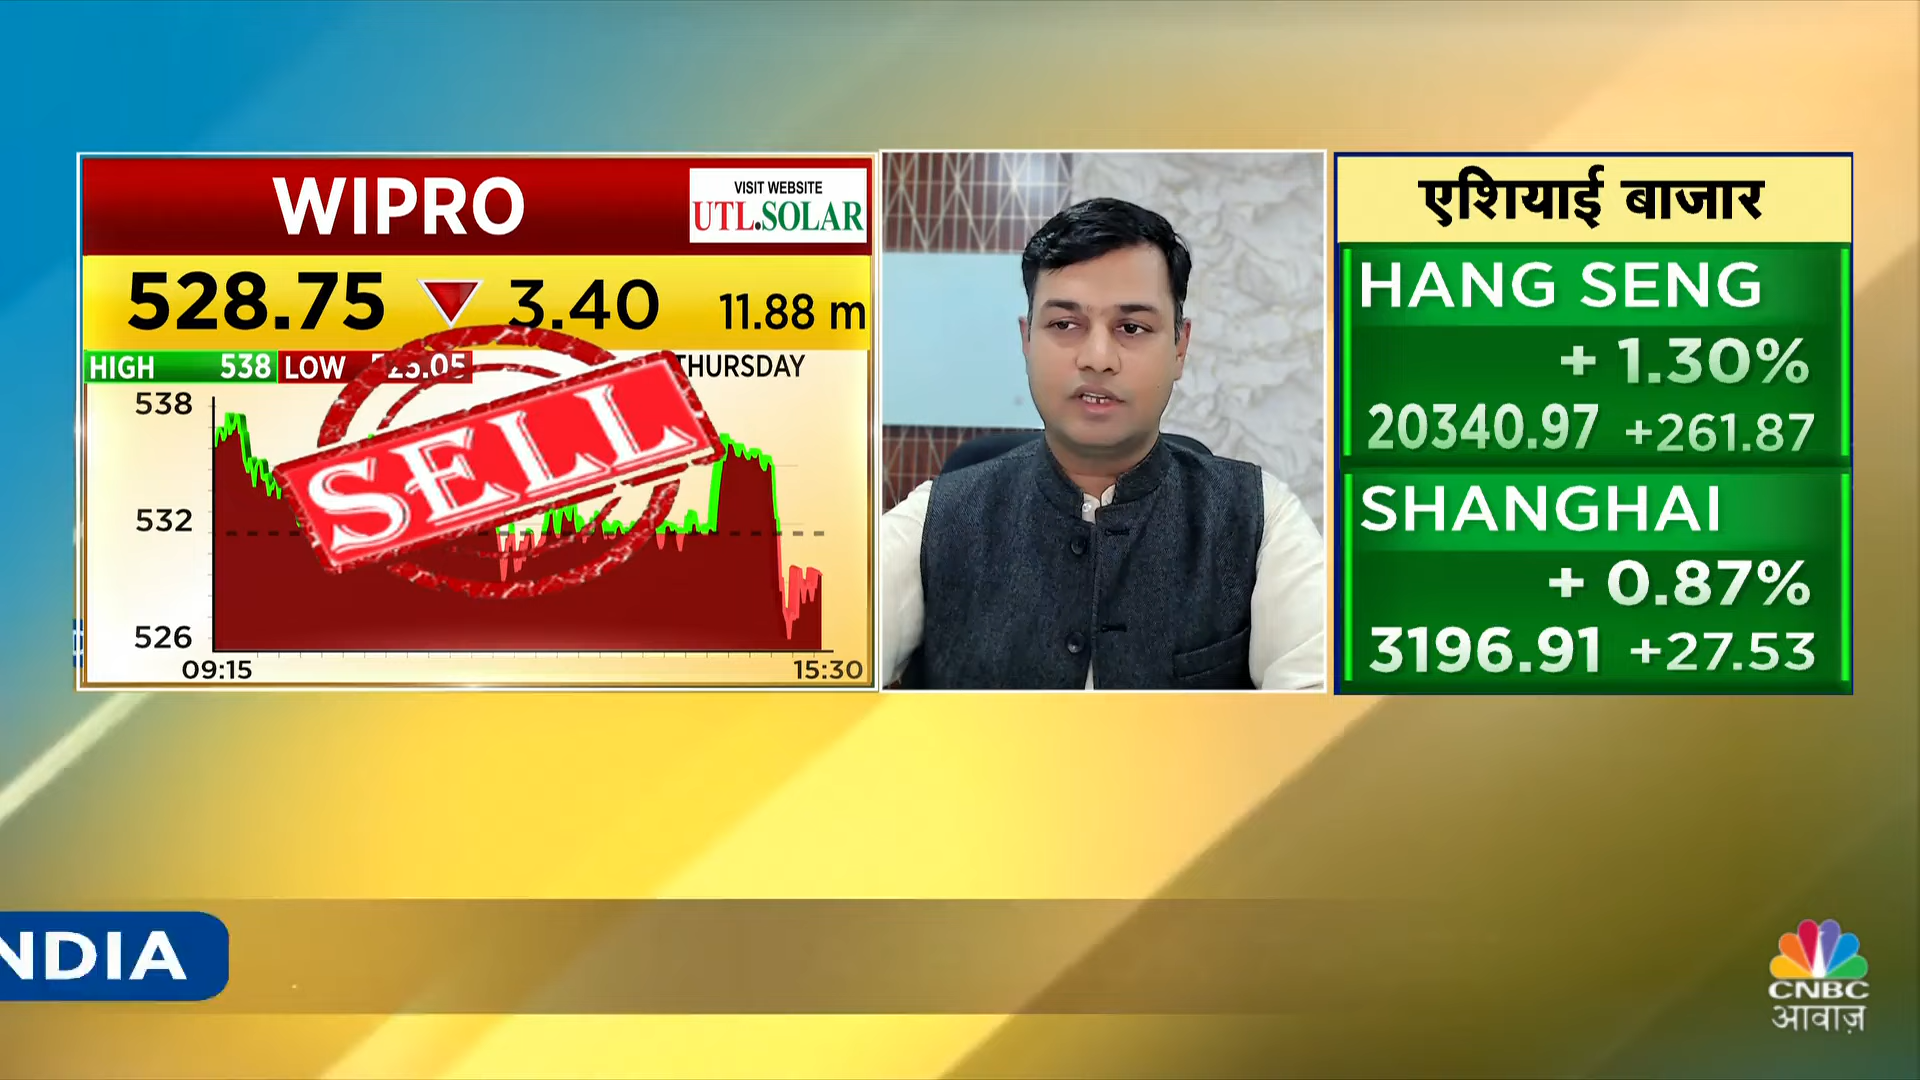 WIPRO
VISIT WEBSITE
UTL.SOLAR
528.75 3.40 11.88 m
HIGH 538 LOW THURSDAY
538
532
526
09:15 15:30
SELL
एशियाई बाजार
HANG SENG
+ 1.30%
20340.97 +261.87
SHANGHAI
+ 0.87%
3196.91 +27.53
NDIA
CNBC
आवाज़